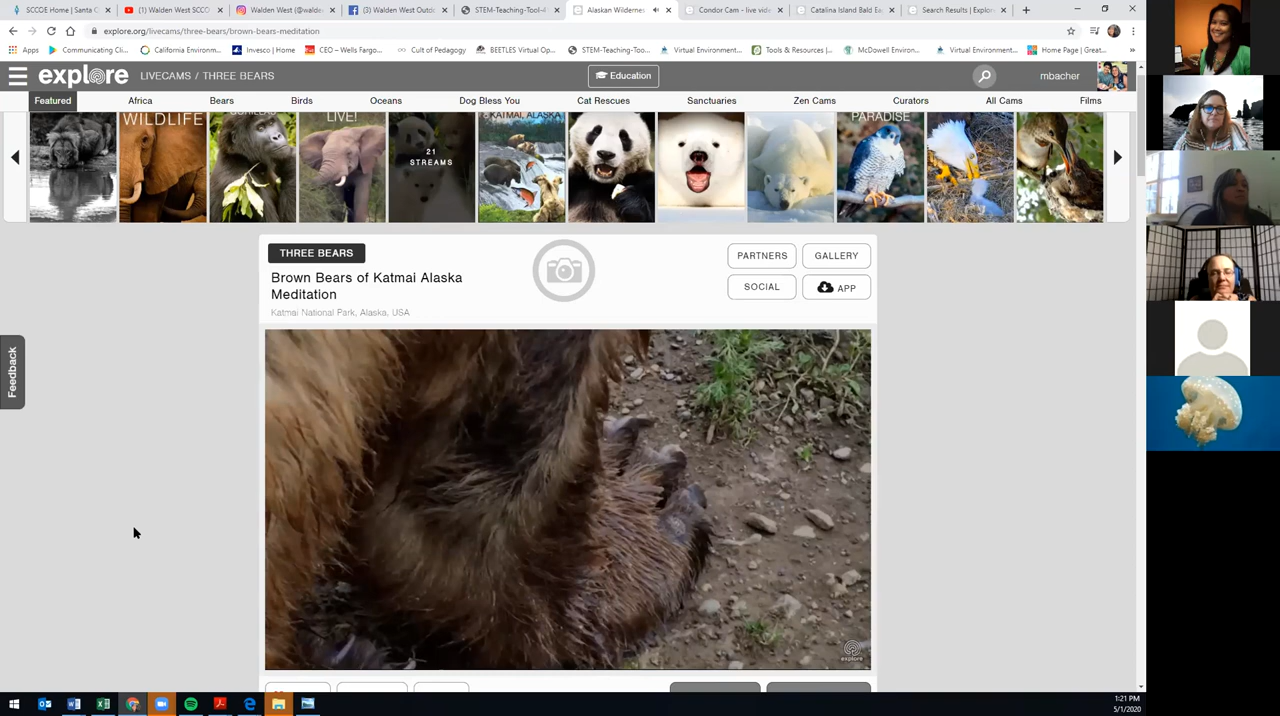 SCCOE Home | Santa C
(1) Walden West SCCO
Walden West (@walden
(3) Walden West Outdo
STEM-Teaching-Tool-4
Alaskan Wildernes
Condor Cam - live vide
Catalina Island Bald Ea
Search Results | Explor
explore.org/livecams/three-bears/brown-bears-meditation
Apps
Communicating Cli...
California Environm...
Invesco | Home
CEO – Wells Fargo...
Cult of Pedagogy
BEETLES Virtual Op...
STEM-Teaching-Too...
Virtual Environment...
Tools & Resources |...
McDowell Environ...
Virtual Environment...
Home Page | Great...
explore
LIVECAMS / THREE BEARS
Education
mbacher
Featured
Africa
Bears
Birds
Oceans
Dog Bless You
Cat Rescues
Sanctuaries
Zen Cams
Curators
All Cams
Films
WILDLIFE
LIVE!
21
STREAMS
KATMAI, ALASKA
PARADISE
THREE BEARS
Brown Bears of Katmai Alaska
Meditation
Katmai National Park, Alaska, USA
PARTNERS
GALLERY
SOCIAL
APP
Feedback
explore
1:21 PM
5/1/2020